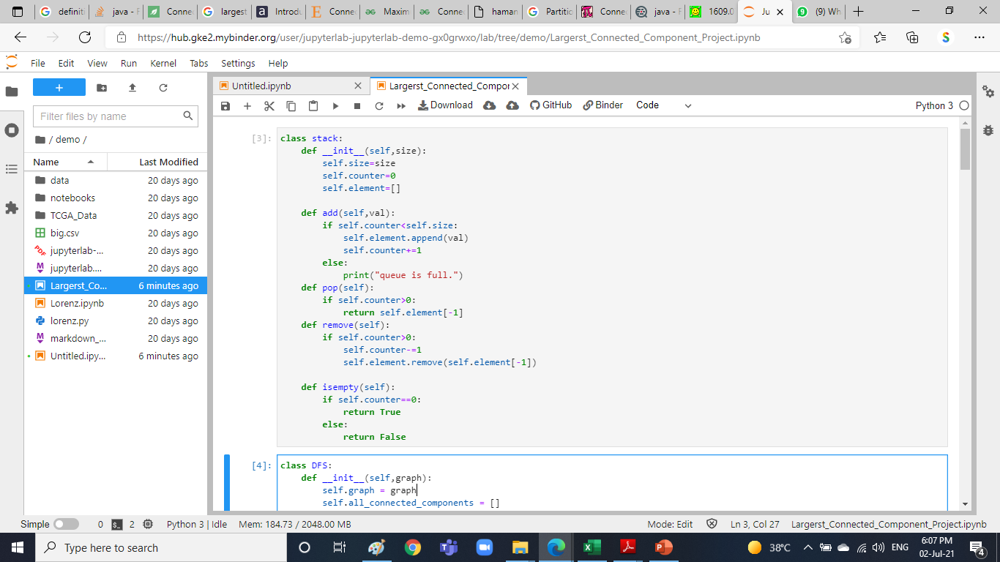 definiti
java - F
Connec
largest
Introdu
Connec
Maxim
Connec
haman
Partitio
Connec
java - F
1609.0
Ju
(9) Wh
https://hub.gke2.mybinder.org/user/jupyterlab-jupyterlab-demo-gx0grwxo/lab/tree/demo/Largerst_Connected_Component_Project.ipynb
File Edit View Run Kernel Tabs Settings Help
Filter files by name
/ demo /
Name Last Modified
data 20 days ago
notebooks 20 days ago
TCGA_Data 20 days ago
big.csv 20 days ago
jupyterlab-... 20 days ago
jupyterlab.... 20 days ago
Largerst_Co... 6 minutes ago
Lorenz.ipynb 20 days ago
lorenz.py 20 days ago
markdown_... 20 days ago
Untitled.ipy... 6 minutes ago
Untitled.ipynb
Largerst_Connected_Compor
Download GitHub Binder Code Python 3
[3]:
class stack:
    def __init__(self,size):
        self.size=size
        self.counter=0
        self.element=[]
    def add(self,val):
        if self.counter<self.size:
            self.element.append(val)
            self.counter+=1
        else:
            print("queue is full.")
    def pop(self):
        if self.counter>0:
            return self.element[-1]
    def remove(self):
        if self.counter>0:
            self.counter-=1
            self.element.remove(self.element[-1])
    def isempty(self):
        if self.counter==0:
            return True
        else:
            return False
[4]:
class DFS:
    def __init__(self,graph):
        self.graph = graph
        self.all_connected_components = []
Simple 0 $_ 2 Python 3 | Idle Mem: 184.73 / 2048.00 MB Mode: Edit Ln 3, Col 27 Largerst_Connected_Component_Project.ipynb
Type here to search
38°C ENG
6:07 PM
02-Jul-21
4